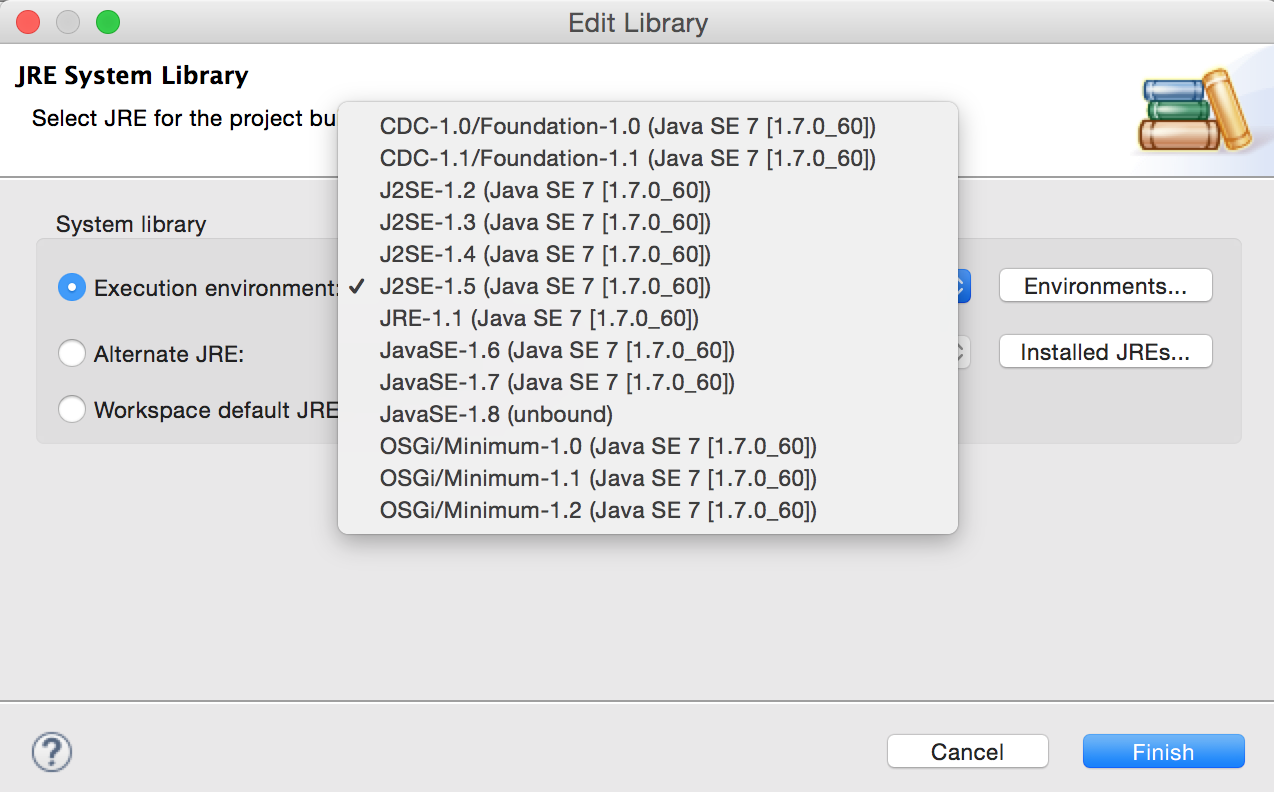 Edit Library
JRE System Library
Select JRE for the project bu
CDC-1.0/Foundation-1.0 (Java SE 7 [1.7.0_60])
CDC-1.1/Foundation-1.1 (Java SE 7 [1.7.0_60])
J2SE-1.2 (Java SE 7 [1.7.0_60])
J2SE-1.3 (Java SE 7 [1.7.0_60])
J2SE-1.4 (Java SE 7 [1.7.0_60])
✓ J2SE-1.5 (Java SE 7 [1.7.0_60])
JRE-1.1 (Java SE 7 [1.7.0_60])
JavaSE-1.6 (Java SE 7 [1.7.0_60])
JavaSE-1.7 (Java SE 7 [1.7.0_60])
JavaSE-1.8 (unbound)
OSGi/Minimum-1.0 (Java SE 7 [1.7.0_60])
OSGi/Minimum-1.1 (Java SE 7 [1.7.0_60])
OSGi/Minimum-1.2 (Java SE 7 [1.7.0_60])
System library
Execution environment:
Environments...
Alternate JRE:
Installed JREs...
Workspace default JRE
?
Cancel
Finish